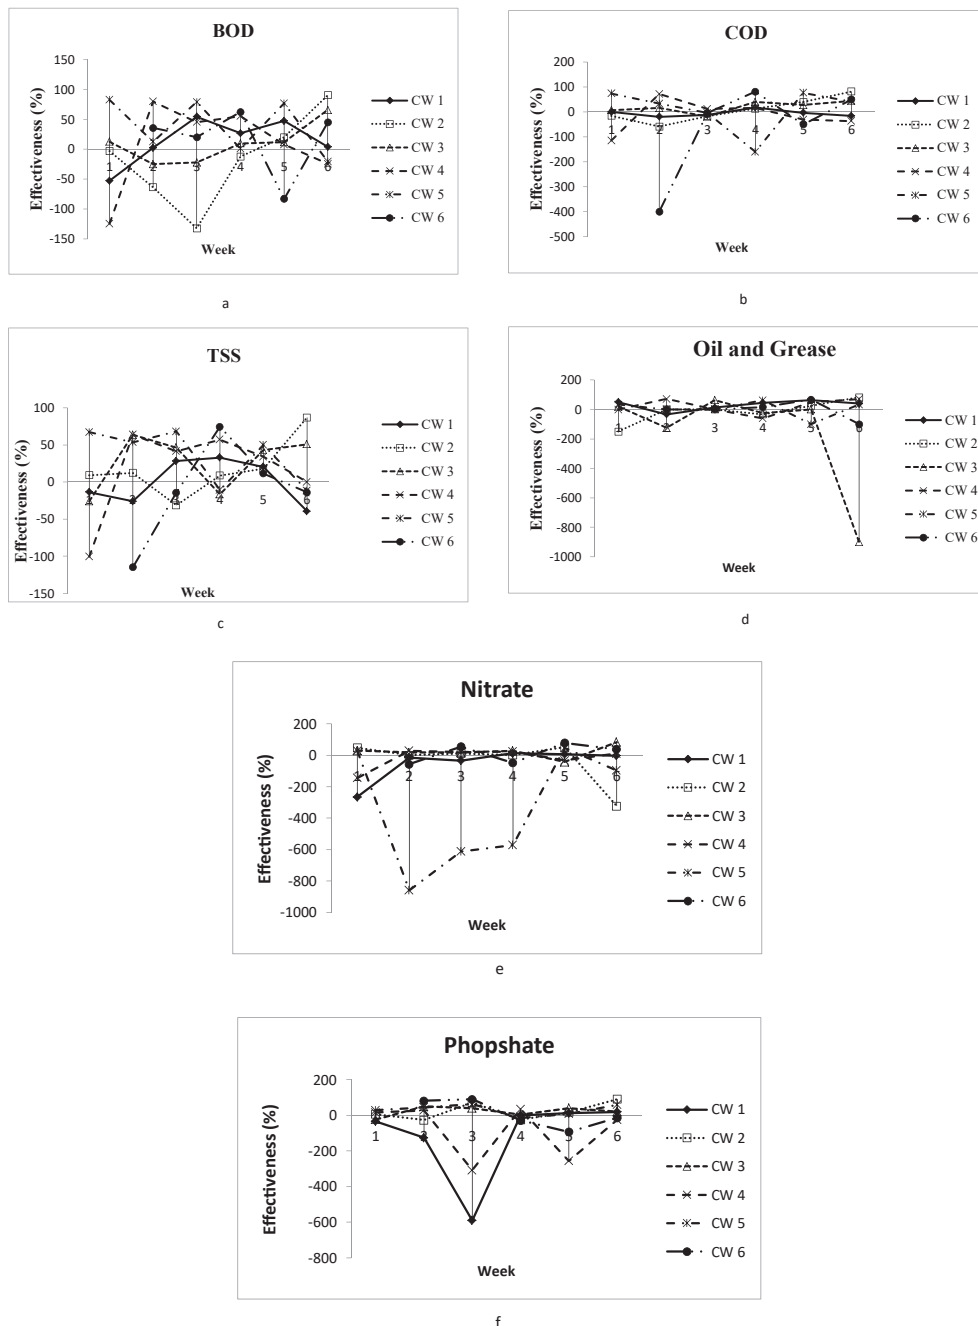 BOD
Effectiveness (%)
150
100
50
0
-50
-100
-150
1 2 3 4 5 6
Week
CW 1
CW 2
CW 3
CW 4
CW 5
CW 6
a
COD
Effectiveness (%)
200
100
0
-100
-200
-300
-400
-500
1 2 3 4 5 6
Week
CW 1
CW 2
CW 3
CW 4
CW 5
CW 6
b
TSS
Effectiveness (%)
100
50
0
-50
-100
-150
4 5 6
Week
CW 1
CW 2
CW 3
CW 4
CW 5
CW 6
c
Oil and Grease
Effectiveness (%)
200
0
-200
-400
-600
-800
-1000
1 2 3 4 5 6
Week
CW 1
CW 2
CW 3
CW 4
CW 5
CW 6
d
Nitrate
Effectiveness (%)
200
0
-200
-400
-600
-800
-1000
2 3 4 5 6
Week
CW 1
CW 2
CW 3
CW 4
CW 5
CW 6
e
Phopshate
Effectiveness (%)
200
0
-200
-400
-600
-800
1 2 3 4 5 6
Week
CW 1
CW 2
CW 3
CW 4
CW 5
CW 6
f